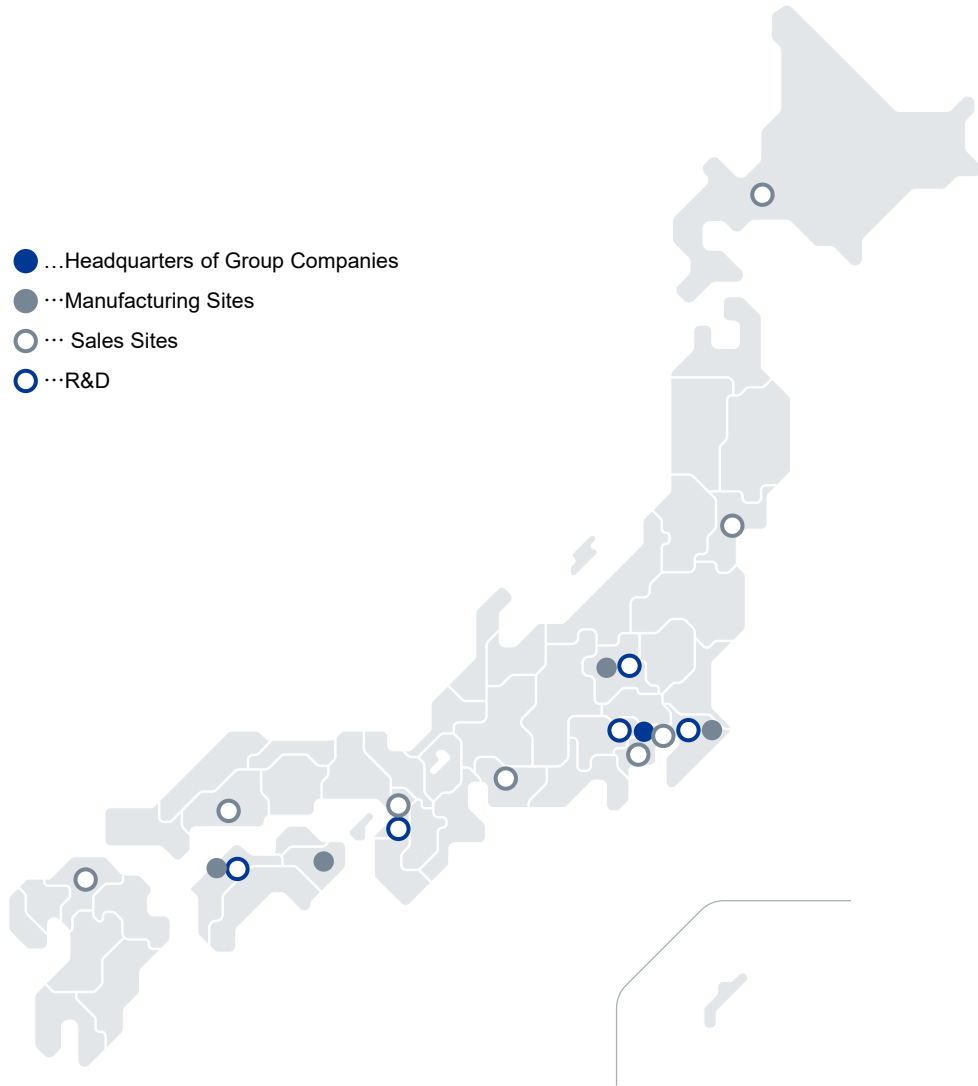 …Headquarters of Group Companies
⋯Manufacturing Sites
⋯ Sales Sites
⋯R&D